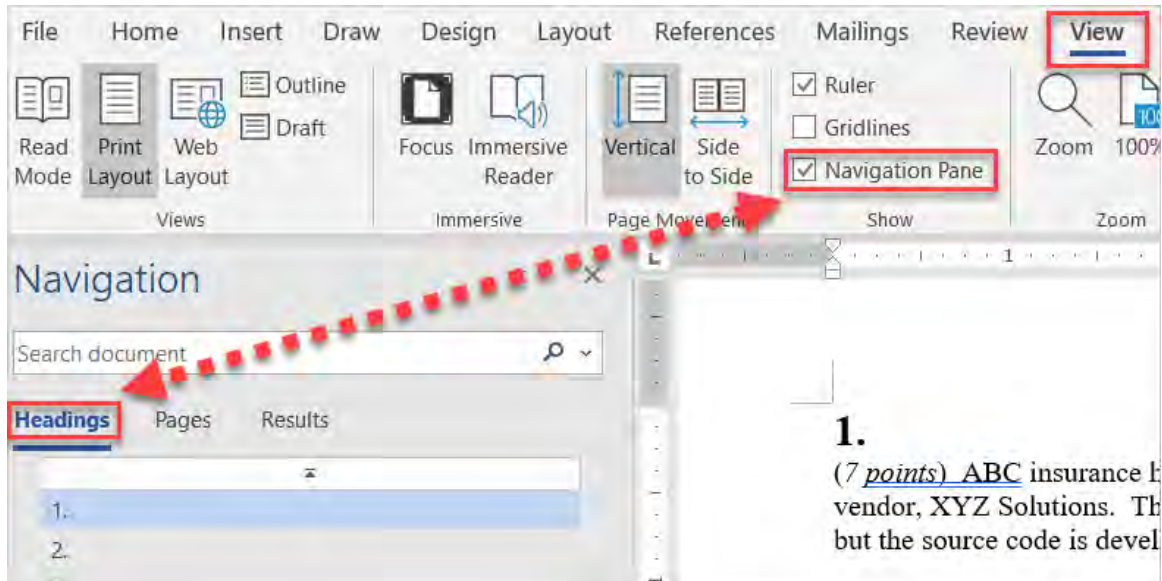 File Home Insert Draw Design Layout References Mailings Review View
Read Mode
Print Layout
Web Layout
Outline
Draft
Views
Focus
Immersive Reader
Immersive
Vertical
Side to Side
Page
Ruler
Gridlines
Navigation Pane
Show
Zoom
100%
Zoom
Navigation
Search document
Headings Pages Results
1.
2.
L
1
1.
(7 points) ABC insurance
vendor, XYZ Solutions.
but the source code is devel